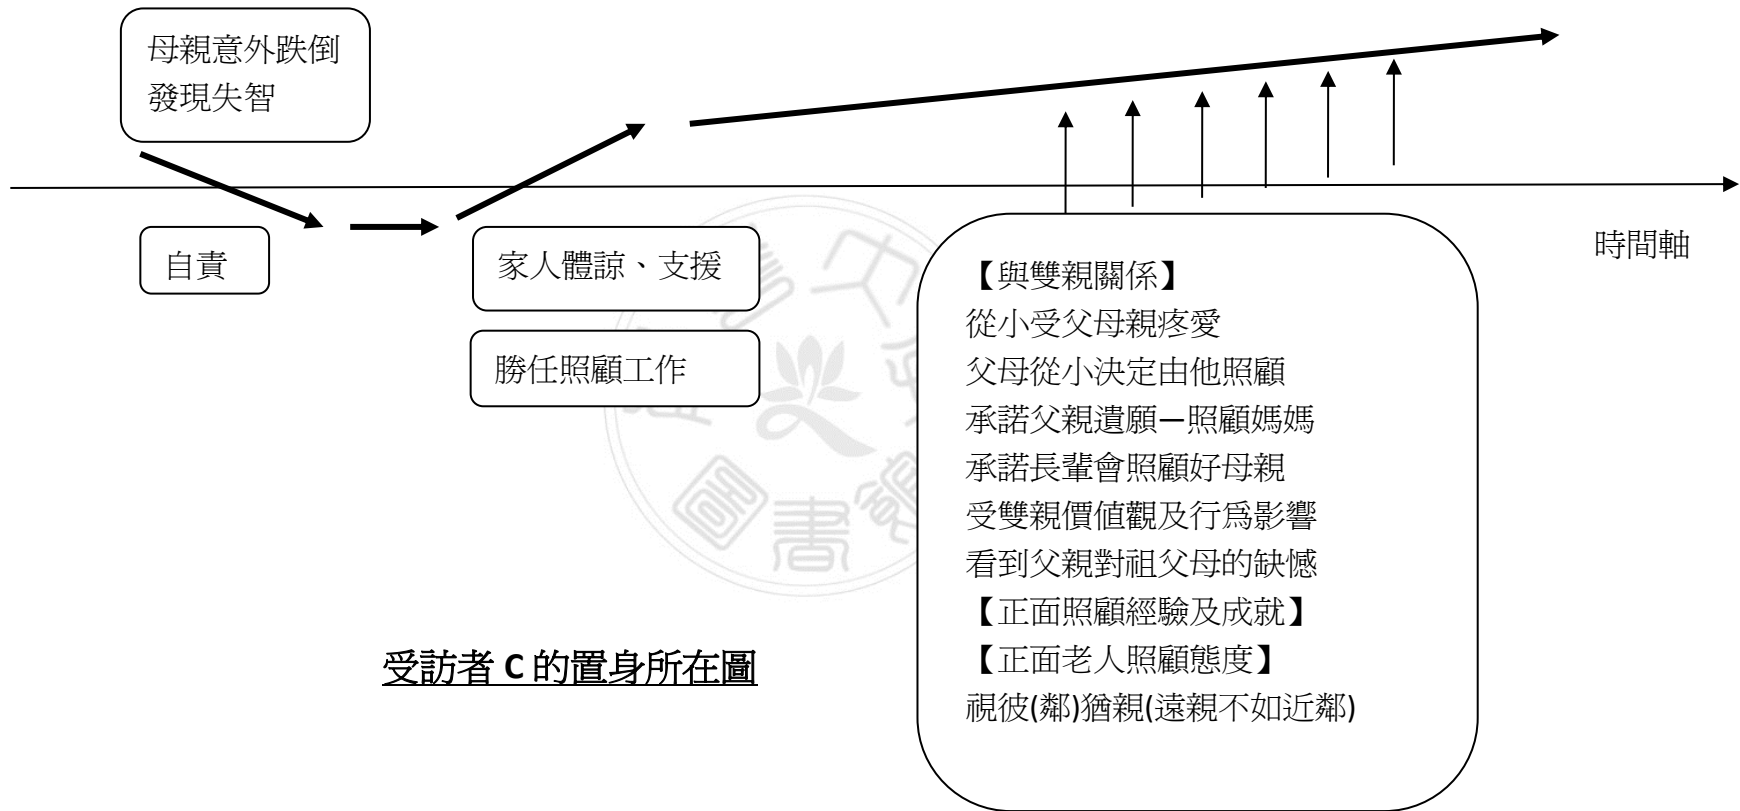 母親意外跌倒
發現失智
自責
家人體諒、支援
勝任照顧工作
時間軸
【與雙親關係】
從小受父母親疼愛
父母從小決定由他照顧
承諾父親遺願—照顧媽媽
承諾長輩會照顧好母親
受雙親價值觀及行爲影響
看到父親對祖父母的缺憾
【正面照顧經驗及成就】
【正面老人照顧態度】
視彼(鄰)猶親(遠親不如近鄰)
受訪者 C 的置身所在圖